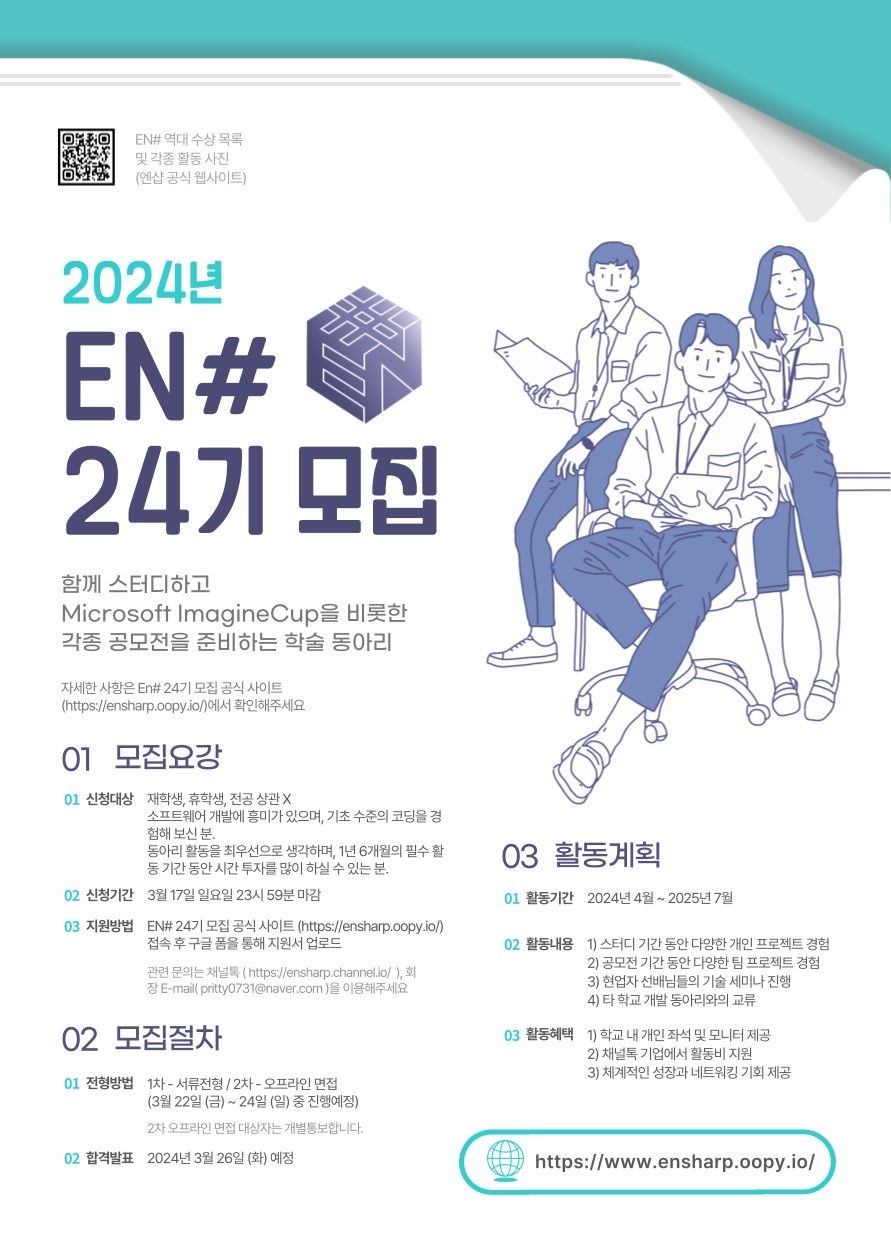 EN# 역대 수상 목록
및 각종 활동 사진
(엔샵 공식 웹사이트)
2024년
EN#
#EN
24기 모집
함께 스터디하고
Microsoft ImagineCup을 비롯한
각종 공모전을 준비하는 학술 동아리
자세한 사항은 En# 24기 모집 공식 사이트
(https://ensharp.oopy.io/)에서 확인해주세요
01 모집요강
01 신청대상 재학생, 휴학생, 전공 상관 X
소프트웨어 개발에 흥미가 있으며, 기초 수준의 코딩을 경
험해 보신 분.
동아리 활동을 최우선으로 생각하며, 1년 6개월의 필수 활
동 기간 동안 시간 투자를 많이 하실 수 있는 분.
02 신청기간 3월 17일 일요일 23시 59분 마감
03 지원방법 EN# 24기 모집 공식 사이트 (https://ensharp.oopy.io/)
접속 후 구글 폼을 통해 지원서 업로드
관련 문의는 채널톡 ( https://ensharp.channel.io/ ), 회
장 E-mail( pritty0731@naver.com )을 이용해주세요
02 모집절차
01 전형방법 1차 - 서류전형 / 2차 - 오프라인 면접
(3월 22일 (금) ~ 24일 (일) 중 진행예정)
2차 오프라인 면접 대상자는 개별통보합니다.
02 합격발표 2024년 3월 26일 (화) 예정
03 활동계획
01 활동기간 2024년 4월 ~ 2025년 7월
02 활동내용 1) 스터디 기간 동안 다양한 개인 프로젝트 경험
2) 공모전 기간 동안 다양한 팀 프로젝트 경험
3) 현업자 선배님들의 기술 세미나 진행
4) 타 학교 개발 동아리와의 교류
03 활동혜택 1) 학교 내 개인 좌석 및 모니터 제공
2) 채널톡 기업에서 활동비 지원
3) 체계적인 성장과 네트워킹 기회 제공
https://www.ensharp.oopy.io/